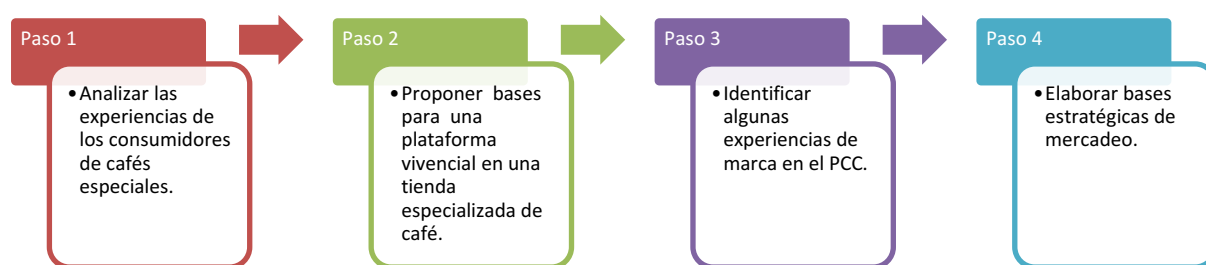 Paso 1
•Analizar las
experiencias de
los consumidores
de cafés
especiales.
Paso 2
•Proponer bases
para una
plataforma
vivencial en una
tienda
especializada de
café.
Paso 3
•Identificar
algunas
experiencias de
marca en el PCC.
Paso 4
•Elaborar bases
estratégicas de
mercadeo.